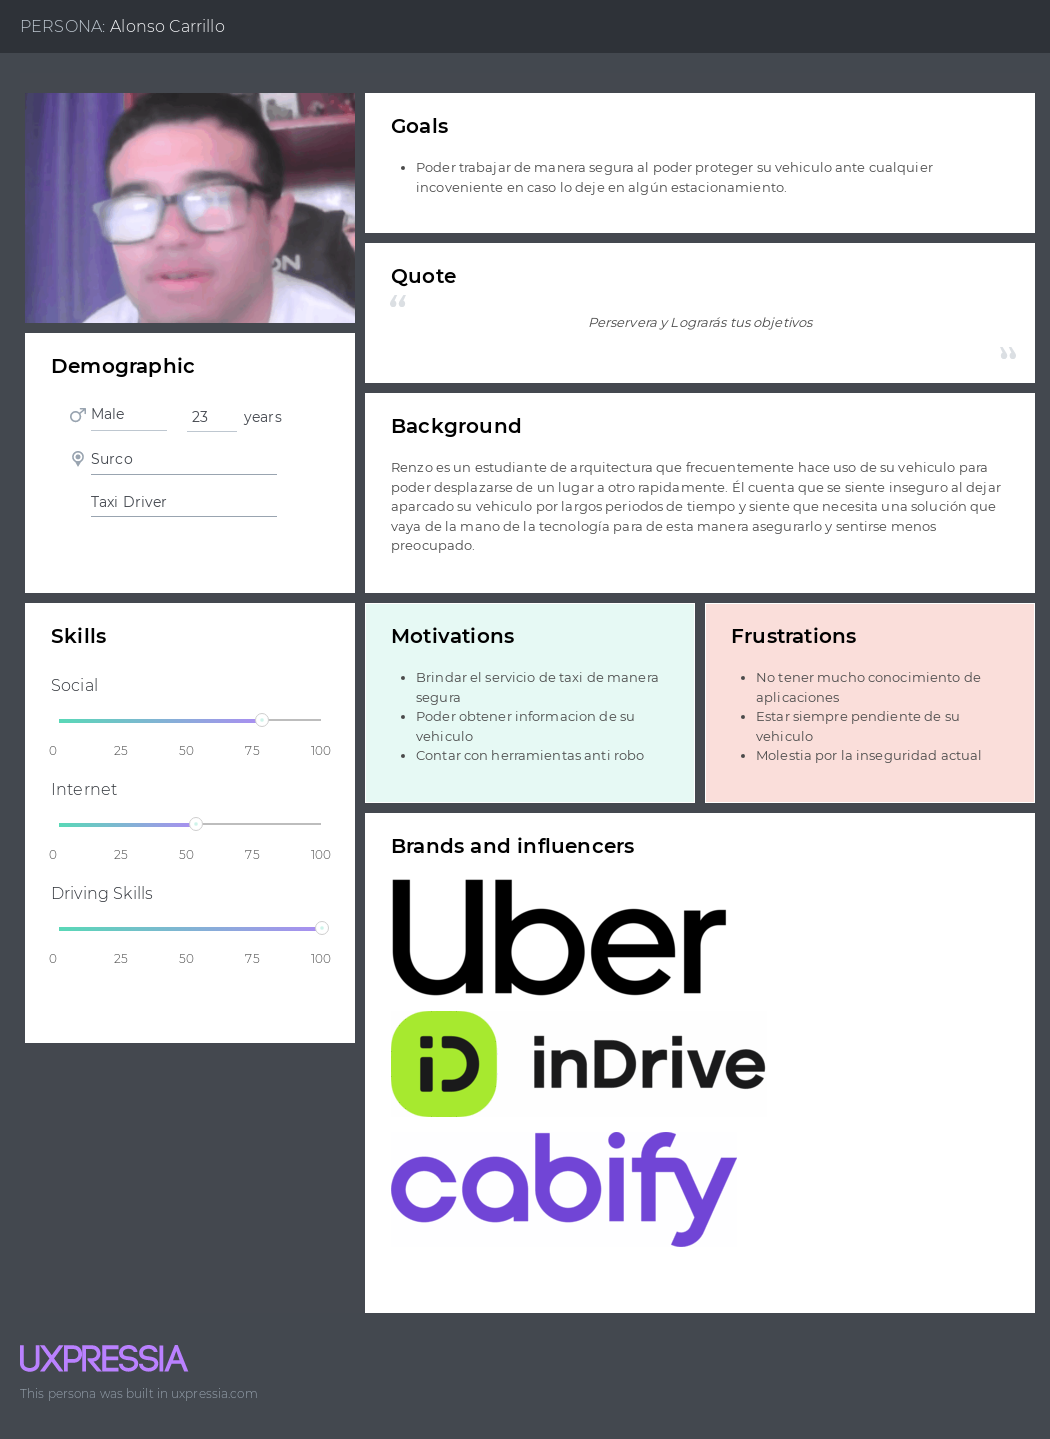 PERSONA: Alonso Carrillo
ON
Demographic
Male 23 years
Surco
Taxi Driver
Skills
Social
0 25 50 75 100
Internet
0 25 50 75 100
Driving Skills
0 25 50 75 100
Goals
• Poder trabajar de manera segura al poder proteger su vehiculo ante cualquier
incoveniente en caso lo deje en algún estacionamiento.
Quote
“
Perservera y Lograrás tus objetivos
”
Background
Renzo es un estudiante de arquitectura que frecuentemente hace uso de su vehiculo para
poder desplazarse de un lugar a otro rapidamente. Él cuenta que se siente inseguro al dejar
aparcado su vehiculo por largos periodos de tiempo y siente que necesita una solución que
vaya de la mano de la tecnología para de esta manera asegurarlo y sentirse menos
preocupado.
Motivations
• Brindar el servicio de taxi de manera
segura
• Poder obtener informacion de su
vehiculo
• Contar con herramientas anti robo
Frustrations
• No tener mucho conocimiento de
aplicaciones
• Estar siempre pendiente de su
vehiculo
• Molestia por la inseguridad actual
Brands and influencers
Uber
iD inDrive
cabify
UXPRESSIA
This persona was built in uxpressia.com